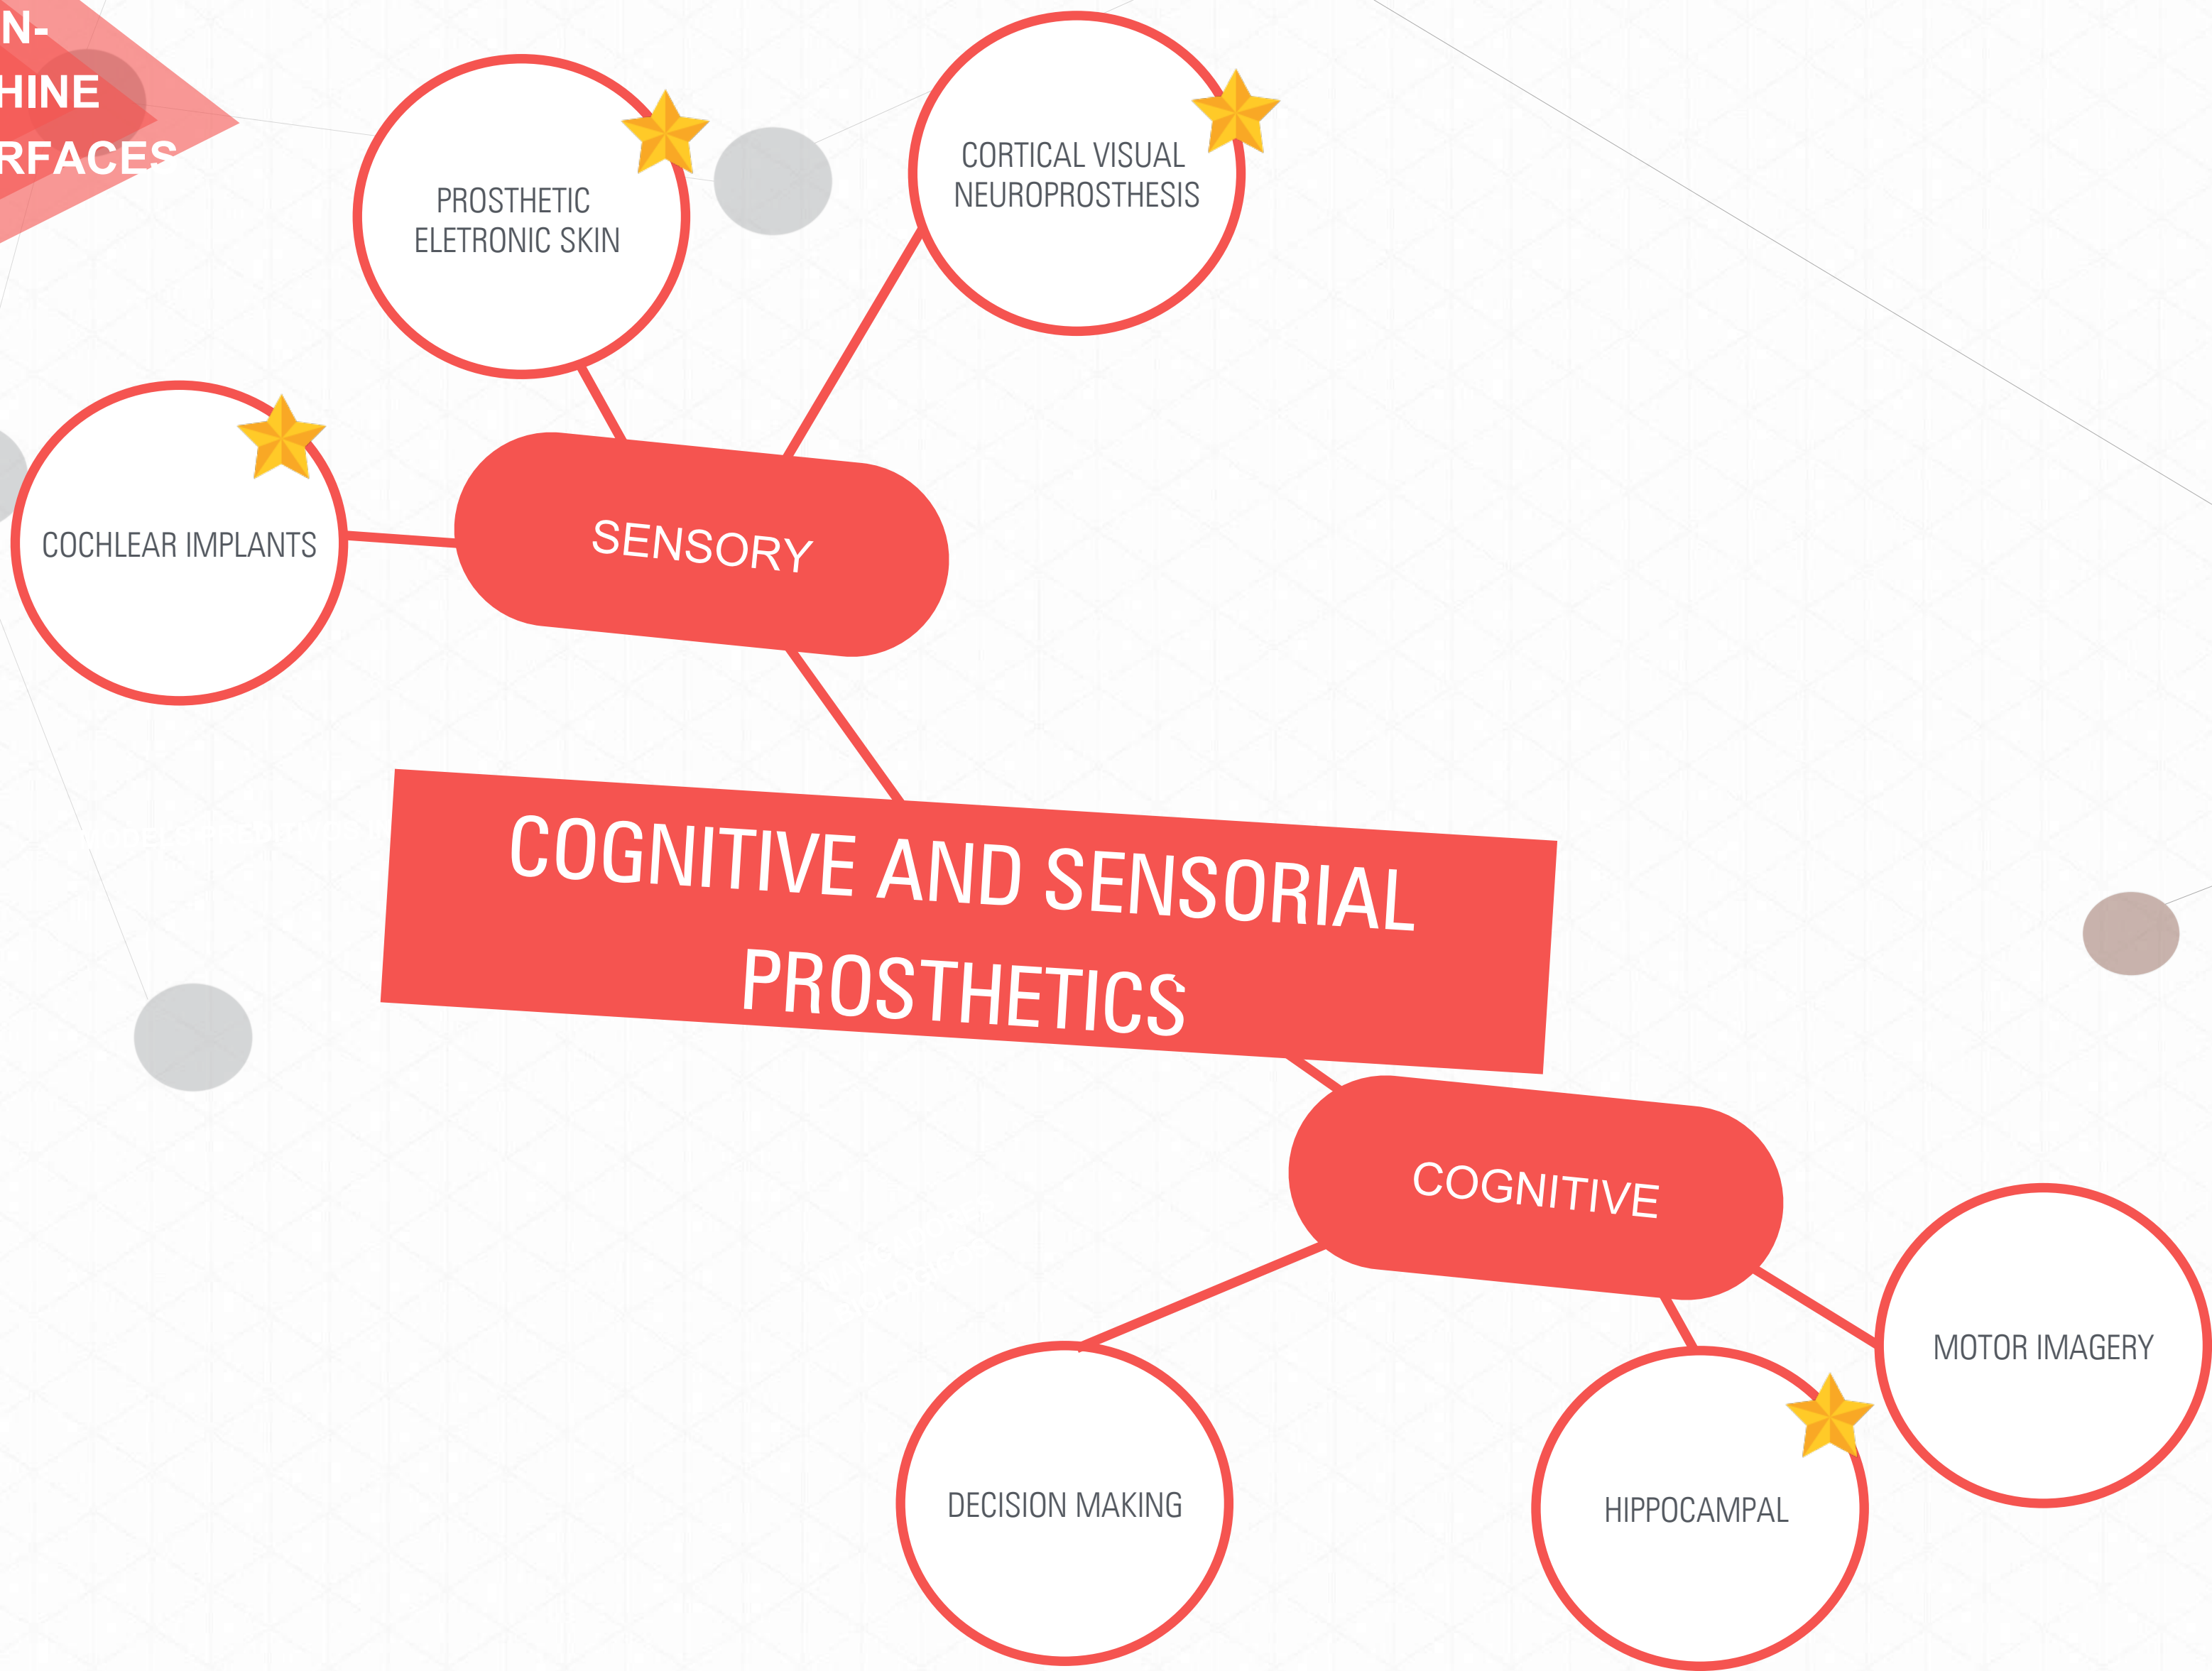 N-
HINE
RFACES
PROSTHETIC
ELETRONIC SKIN
CORTICAL VISUAL
NEUROPROSTHESIS
COCHLEAR IMPLANTS
SENSORY
COGNITIVE AND SENSORIAL
PROSTHETICS
COGNITIVE
MOTOR IMAGERY
DECISION MAKING
HIPPOCAMPAL